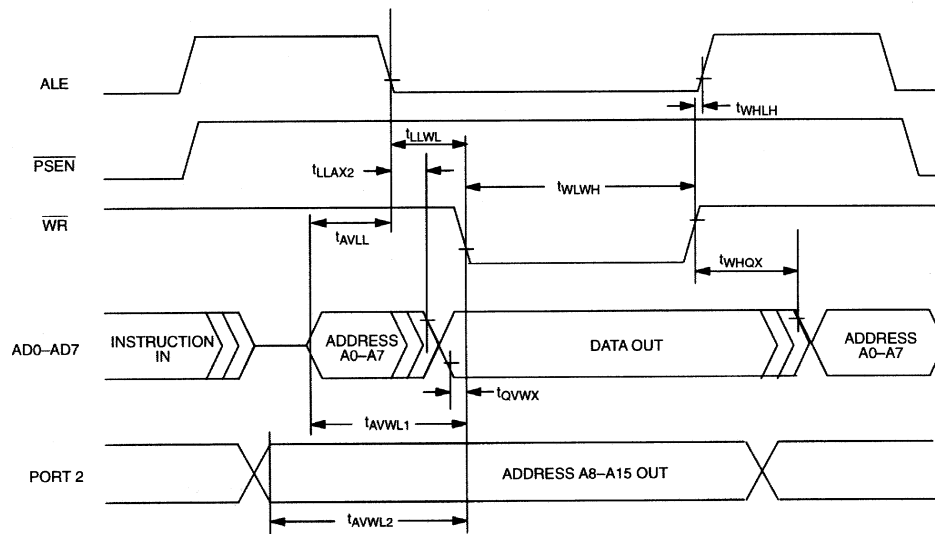 ALE
tWHLH
tLLWL
PSEN
tLLAX2
tWLWH
WR
tAVLL
tWHQX
INSTRUCTION
IN
ADDRESS
A0–A7
DATA OUT
ADDRESS
A0–A7
AD0–AD7
tQVWX
tAVWL1
PORT 2
ADDRESS A8–A15 OUT
tAVWL2